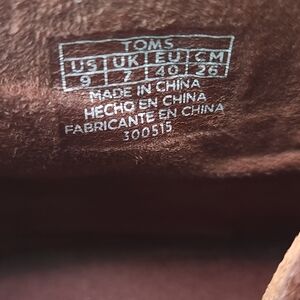 TOMS
US UK EU CM
9 7 40 26
MADE IN CHINA
HECHO EN CHINA
FABRICANTE EN CHINA
300515